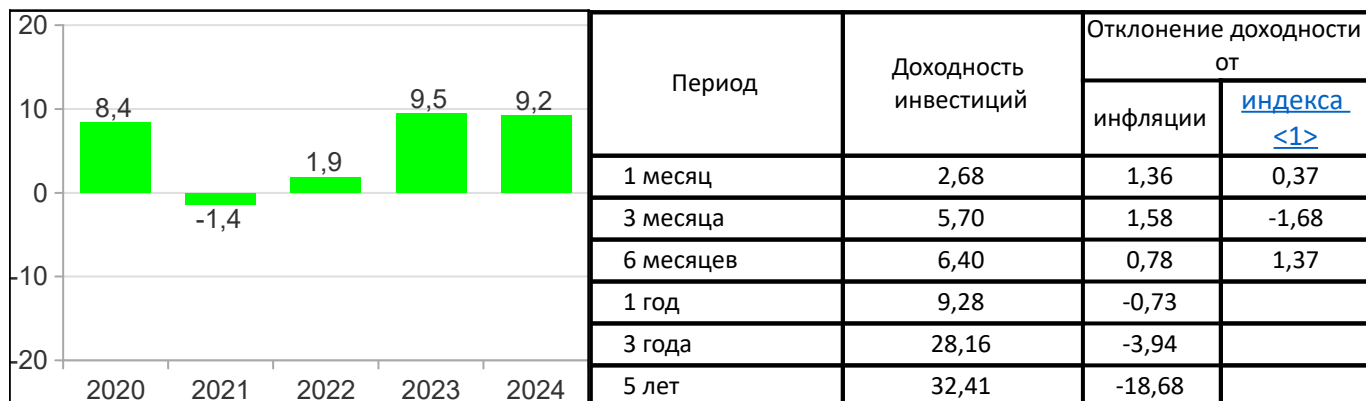 20
10
0
-10
-20
8,4
-1,4
1,9
9,5
9,2
2020 2021 2022 2023 2024
Период
Доходность
инвестиций
Отклонение доходности
от
инфляции
индекса
<1>
1 месяц 2,68 1,36 0,37
3 месяца 5,70 1,58 -1,68
6 месяцев 6,40 0,78 1,37
1 год 9,28 -0,73
3 года 28,16 -3,94
5 лет 32,41 -18,68